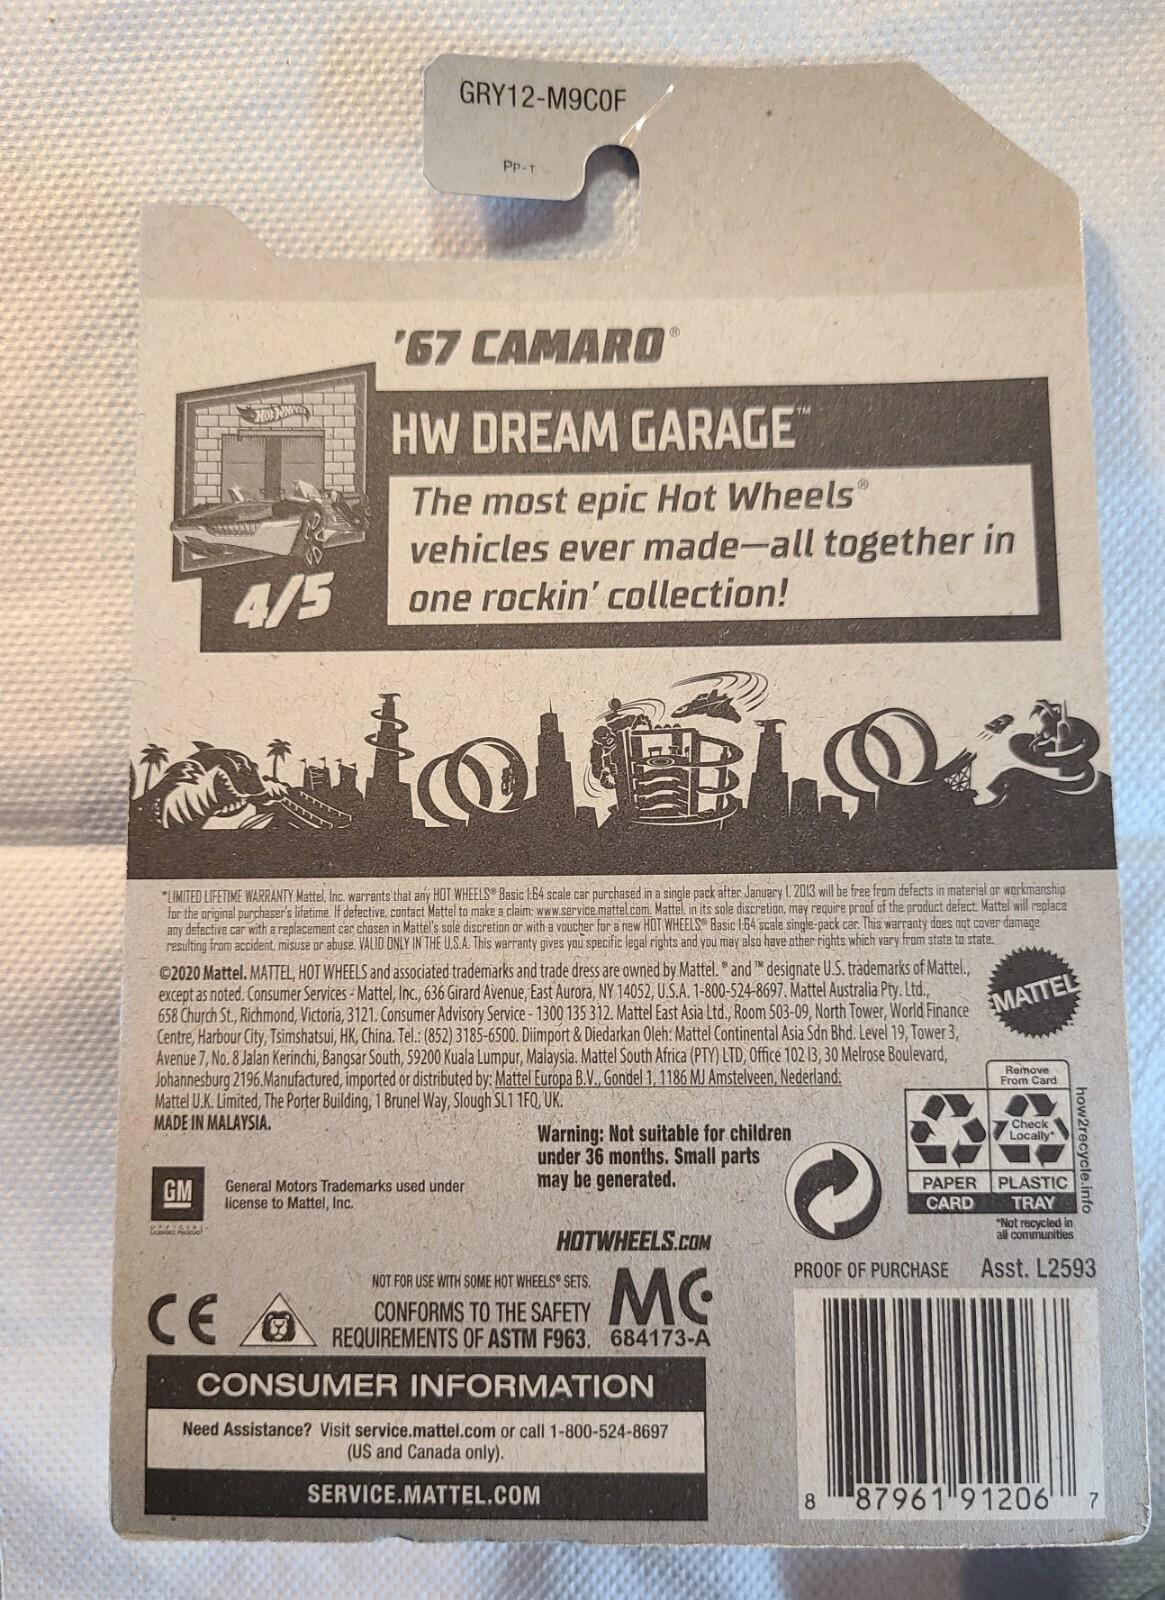 GRY12-M9C0F
PP-T
'67 CAMARO®
HOT WHEELS
HW DREAM GARAGE™
The most epic Hot Wheels®
vehicles ever made—all together in
one rockin' collection!
4/5
*LIMITED LIFETIME WARRANTY Mattel, Inc. warrants that any HOT WHEELS® Basic 1:64 scale car purchased in a single pack after January 1, 2013 will be free from defects in material or workmanship
for the original purchaser's lifetime. If defective, contact Mattel to make a claim: www.service.mattel.com. Mattel, in its sole discretion, may require proof of the product defect. Mattel will replace
any defective car with a replacement car chosen in Mattel's sole discretion or with a voucher for a new HOT WHEELS® Basic 1:64 scale single-pack car. This warranty does not cover damage
resulting from accident, misuse or abuse. VALID ONLY IN THE U.S.A. This warranty gives you specific legal rights and you may also have other rights which vary from state to state.
©2020 Mattel. MATTEL, HOT WHEELS and associated trademarks and trade dress are owned by Mattel. ® and ™ designate U.S. trademarks of Mattel.,
except as noted. Consumer Services - Mattel, Inc., 636 Girard Avenue, East Aurora, NY 14052, U.S.A. 1-800-524-8697. Mattel Australia Pty. Ltd.,
658 Church St., Richmond, Victoria, 3121. Consumer Advisory Service - 1300 135 312. Mattel East Asia Ltd., Room 503-09, North Tower, World Finance
Centre, Harbour City, Tsimshatsui, HK, China. Tel.: (852) 3185-6500. Diimport & Diedarkan Oleh: Mattel Continental Asia Sdn Bhd. Level 19, Tower 3,
Avenue 7, No. 8 Jalan Kerinchi, Bangsar South, 59200 Kuala Lumpur, Malaysia. Mattel South Africa (PTY) LTD, Office 102 I3, 30 Melrose Boulevard,
Johannesburg 2196.Manufactured, imported or distributed by: Mattel Europa B.V., Gondel 1, 1186 MJ Amstelveen, Nederland.
Mattel U.K. Limited, The Porter Building, 1 Brunel Way, Slough SL1 1FQ, UK.
MADE IN MALAYSIA.
MATTEL
Remove
From Card
Check
Locally*
PAPER
PLASTIC
CARD
TRAY
how2recycle.info
*Not recycled in
all communities
Warning: Not suitable for children
under 36 months. Small parts
may be generated.
GM
OFFICIAL
LICENSED PRODUCT
General Motors Trademarks used under
license to Mattel, Inc.
HOTWHEELS.COM
PROOF OF PURCHASE Asst. L2593
NOT FOR USE WITH SOME HOT WHEELS® SETS.
CE
CONFORMS TO THE SAFETY
REQUIREMENTS OF ASTM F963.
MC
684173-A
CONSUMER INFORMATION
Need Assistance? Visit service.mattel.com or call 1-800-524-8697
(US and Canada only).
SERVICE.MATTEL.COM
8 87961 91206 7